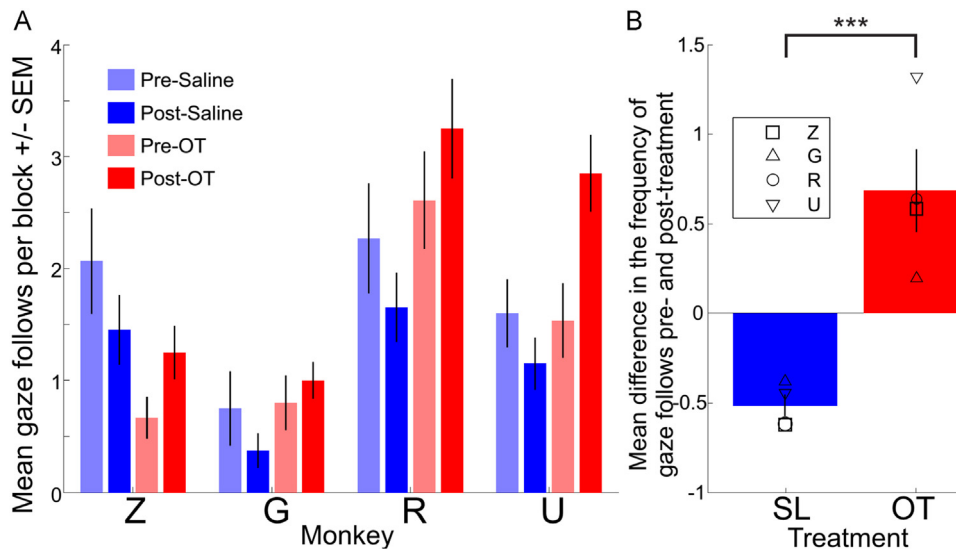 A
Mean gaze follows per block +/- SEM
4
3
2
1
0
Pre-Saline
Post-Saline
Pre-OT
Post-OT
Z G R U
Monkey
B
***
Mean difference in the frequency of
gaze follows pre- and post-treatment
1.5
1
0.5
0
-0.5
-1
Z
G
R
U
SL OT
Treatment